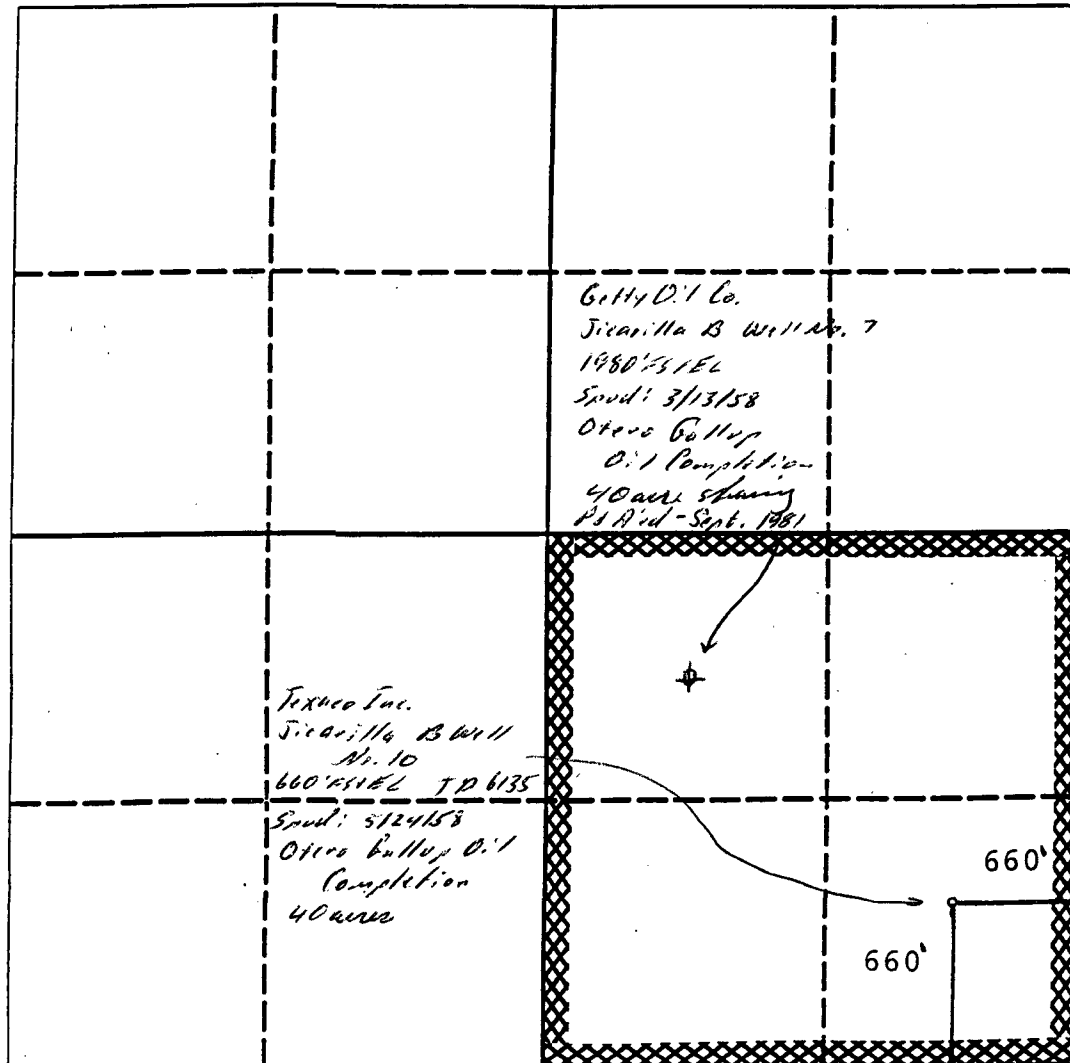 Getty Oil Co.
Jicarilla B Well No. 7
1980'FS/EL
Spud: 3/13/58
Otero Gallup
Oil Completion
40 acre spacing
P&A'd - Sept. 1981
Texaco Inc.
Jicarilla B Well
No. 10
660'FS/EL TD 6135
Spud: 5/24/58
Otero Gallup Oil
Completion
40 acres
660'
660'